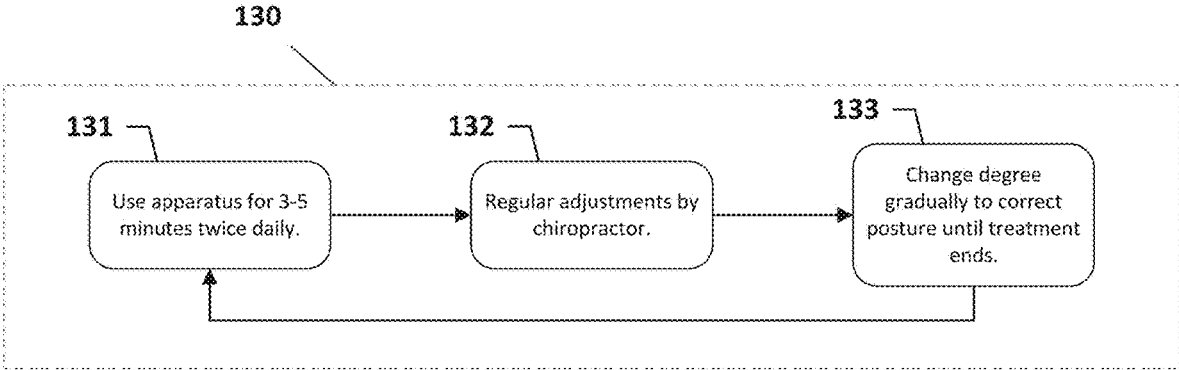 130
131
Use apparatus for 3-5
minutes twice daily.
132
Regular adjustments by
chiropractor.
133
Change degree
gradually to correct
posture until treatment
ends.